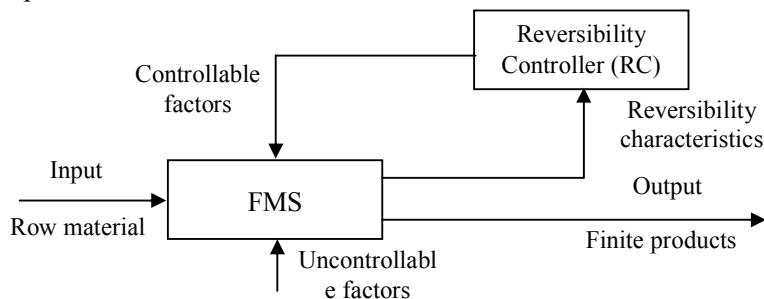 Reversibility
Controller (RC)
Controllable
factors
Reversibility
characteristics
Input
Row material
FMS
Output
Finite products
Uncontrollabl
e factors